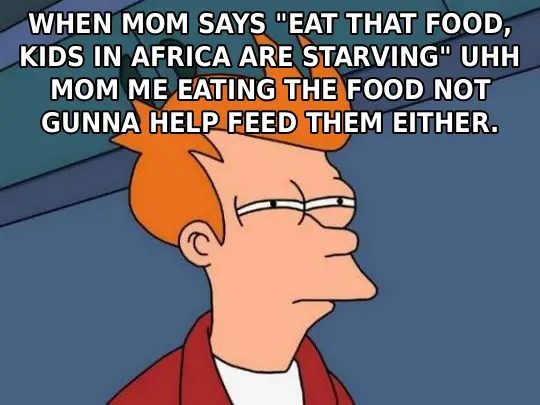 WHEN MOM SAYS "EAT THAT FOOD,
KIDS IN AFRICA ARE STARVING" UHH
MOM ME EATING THE FOOD NOT
GUNNA HELP FEED THEM EITHER.